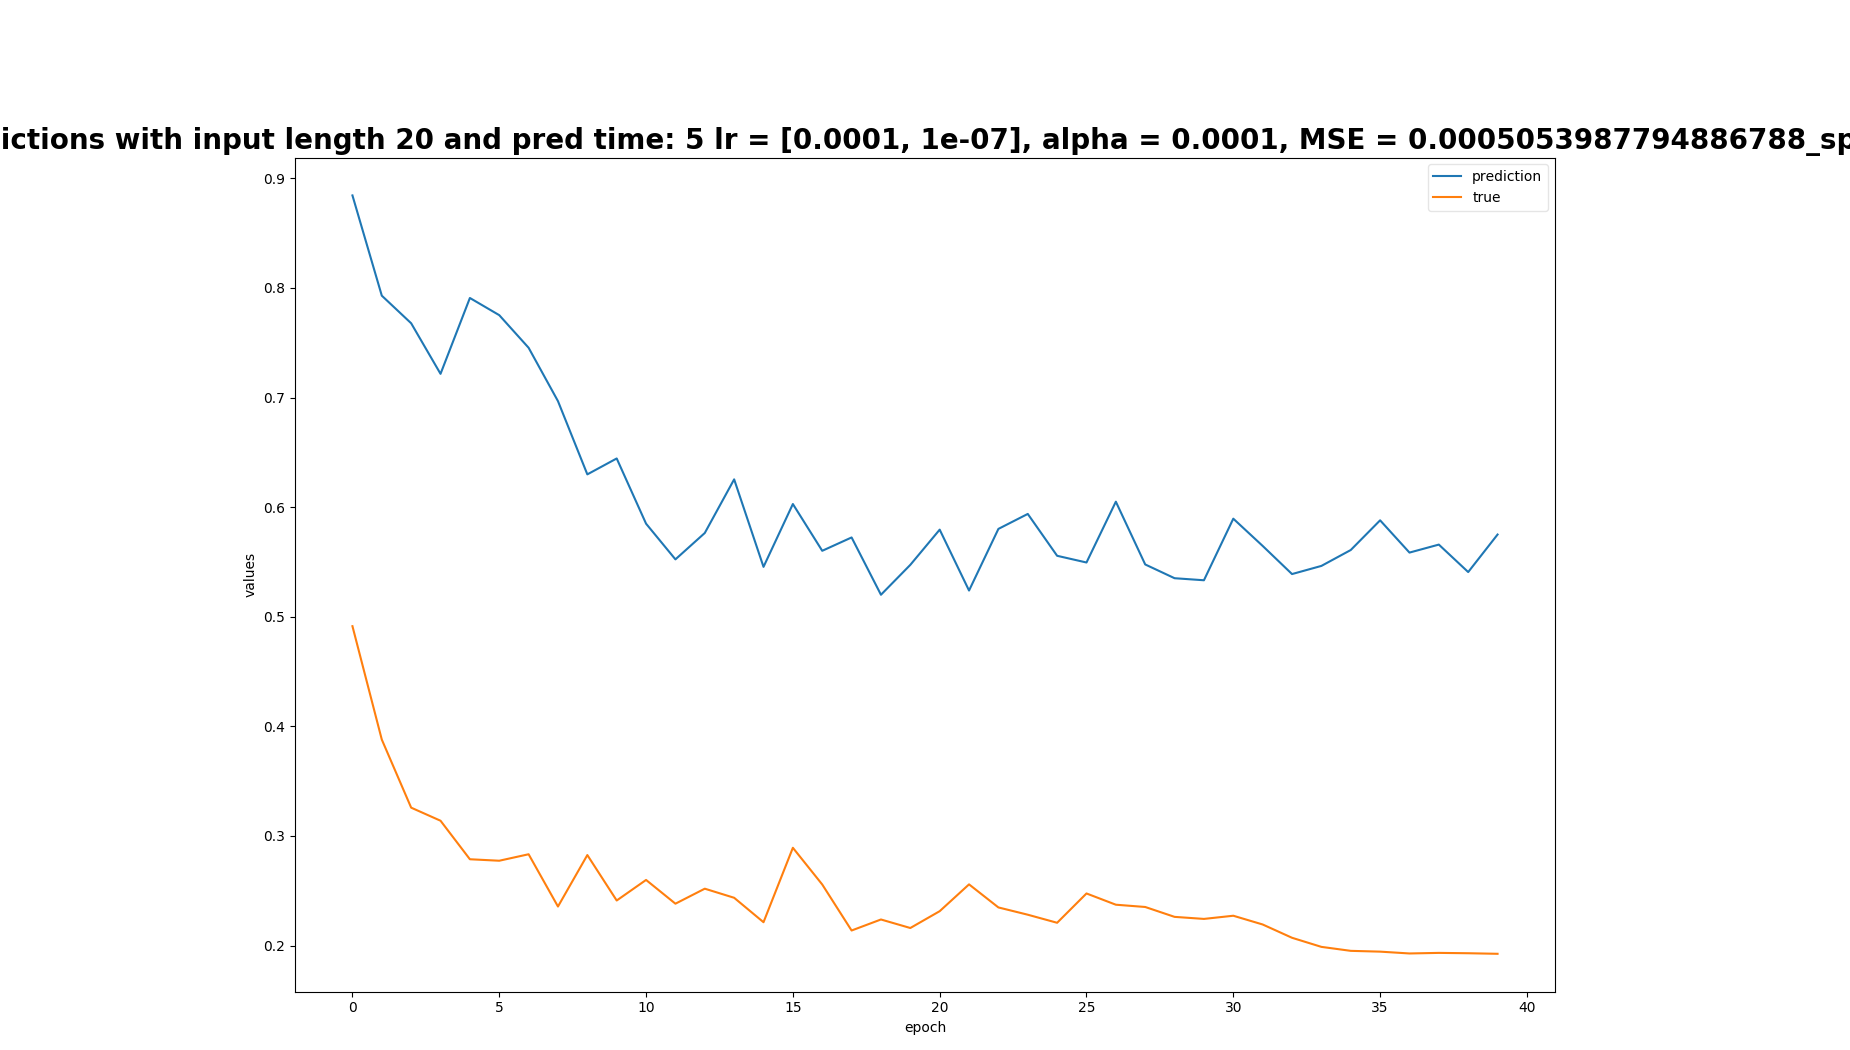 ictions with input length 20 and pred time: 5 lr = [0.0001, 1e-07], alpha = 0.0001, MSE = 0.0005053987794886788_sp
prediction
true
0.9
0.8
0.7
0.6
0.5
0.4
0.3
0.2
values
0 5 10 15 20 25 30 35 40
epoch